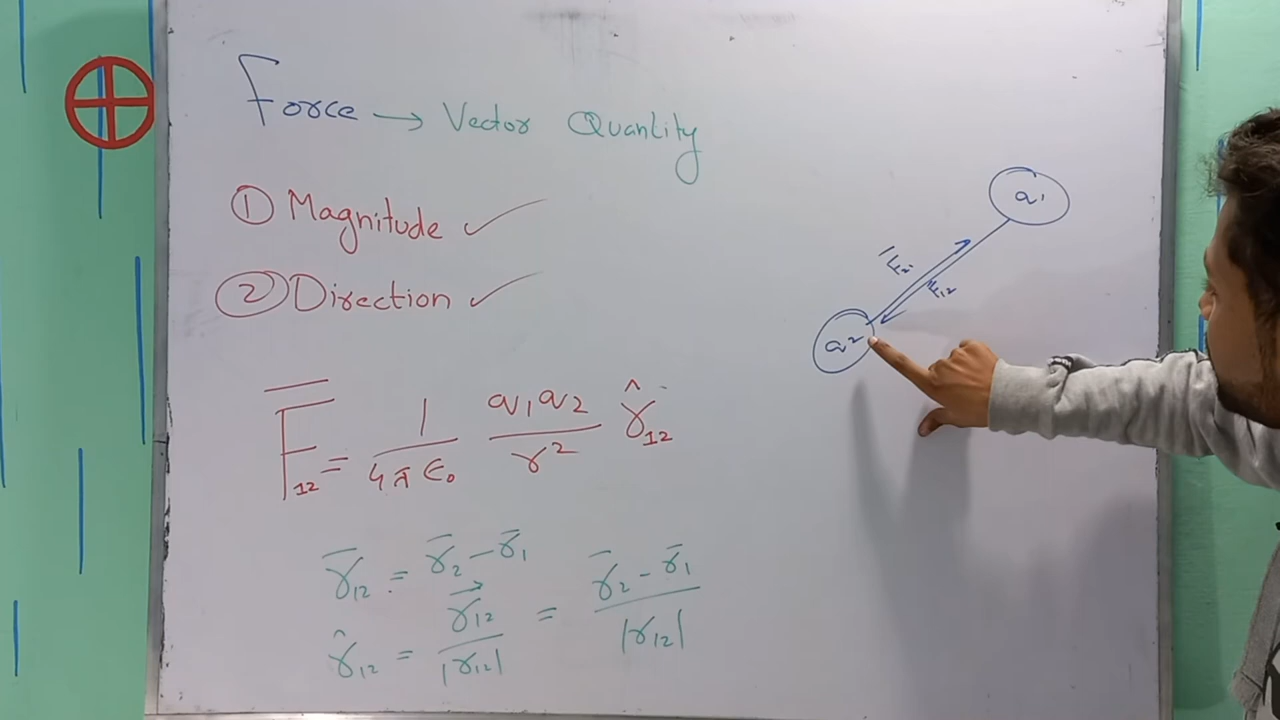 Force → Vector Quantity
① Magnitude ✓
② Direction ✓
q1
F̅21
F12
q2
F̅12 = 1/(4πε₀) q1q2/r² r̂12
r̅12 = r̅2 - r̅1
r̂12 = r⃗12/|r12| = (r̅2 - r̅1)/|r12|